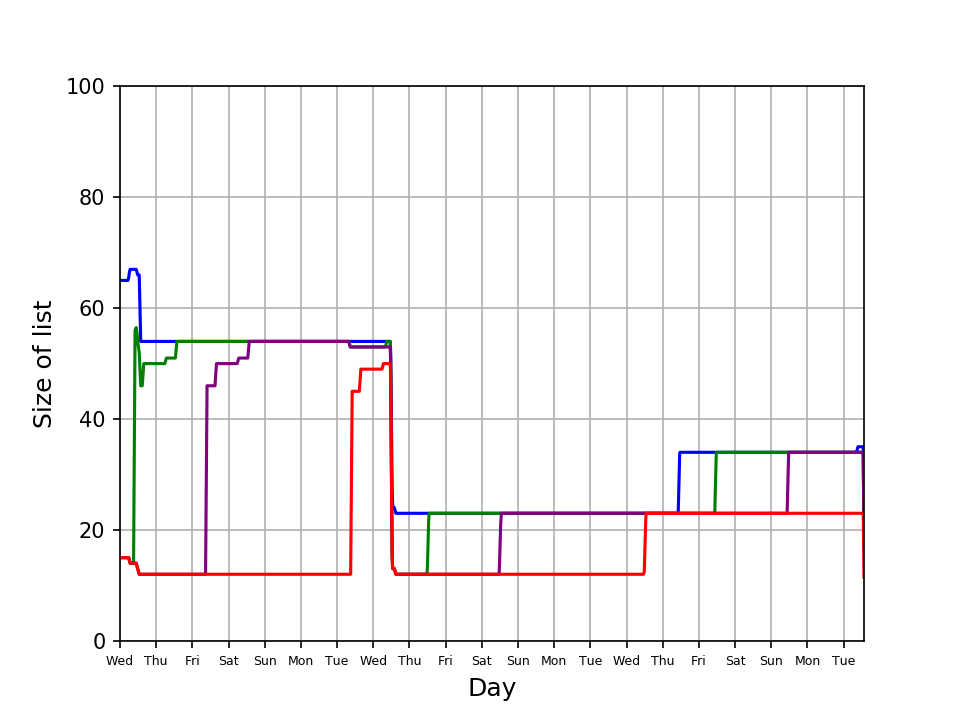 100
80
60
40
20
0
Size of list
Wed Thu Fri Sat Sun Mon Tue Wed Thu Fri Sat Sun Mon Tue Wed Thu Fri Sat Sun Mon Tue
Day